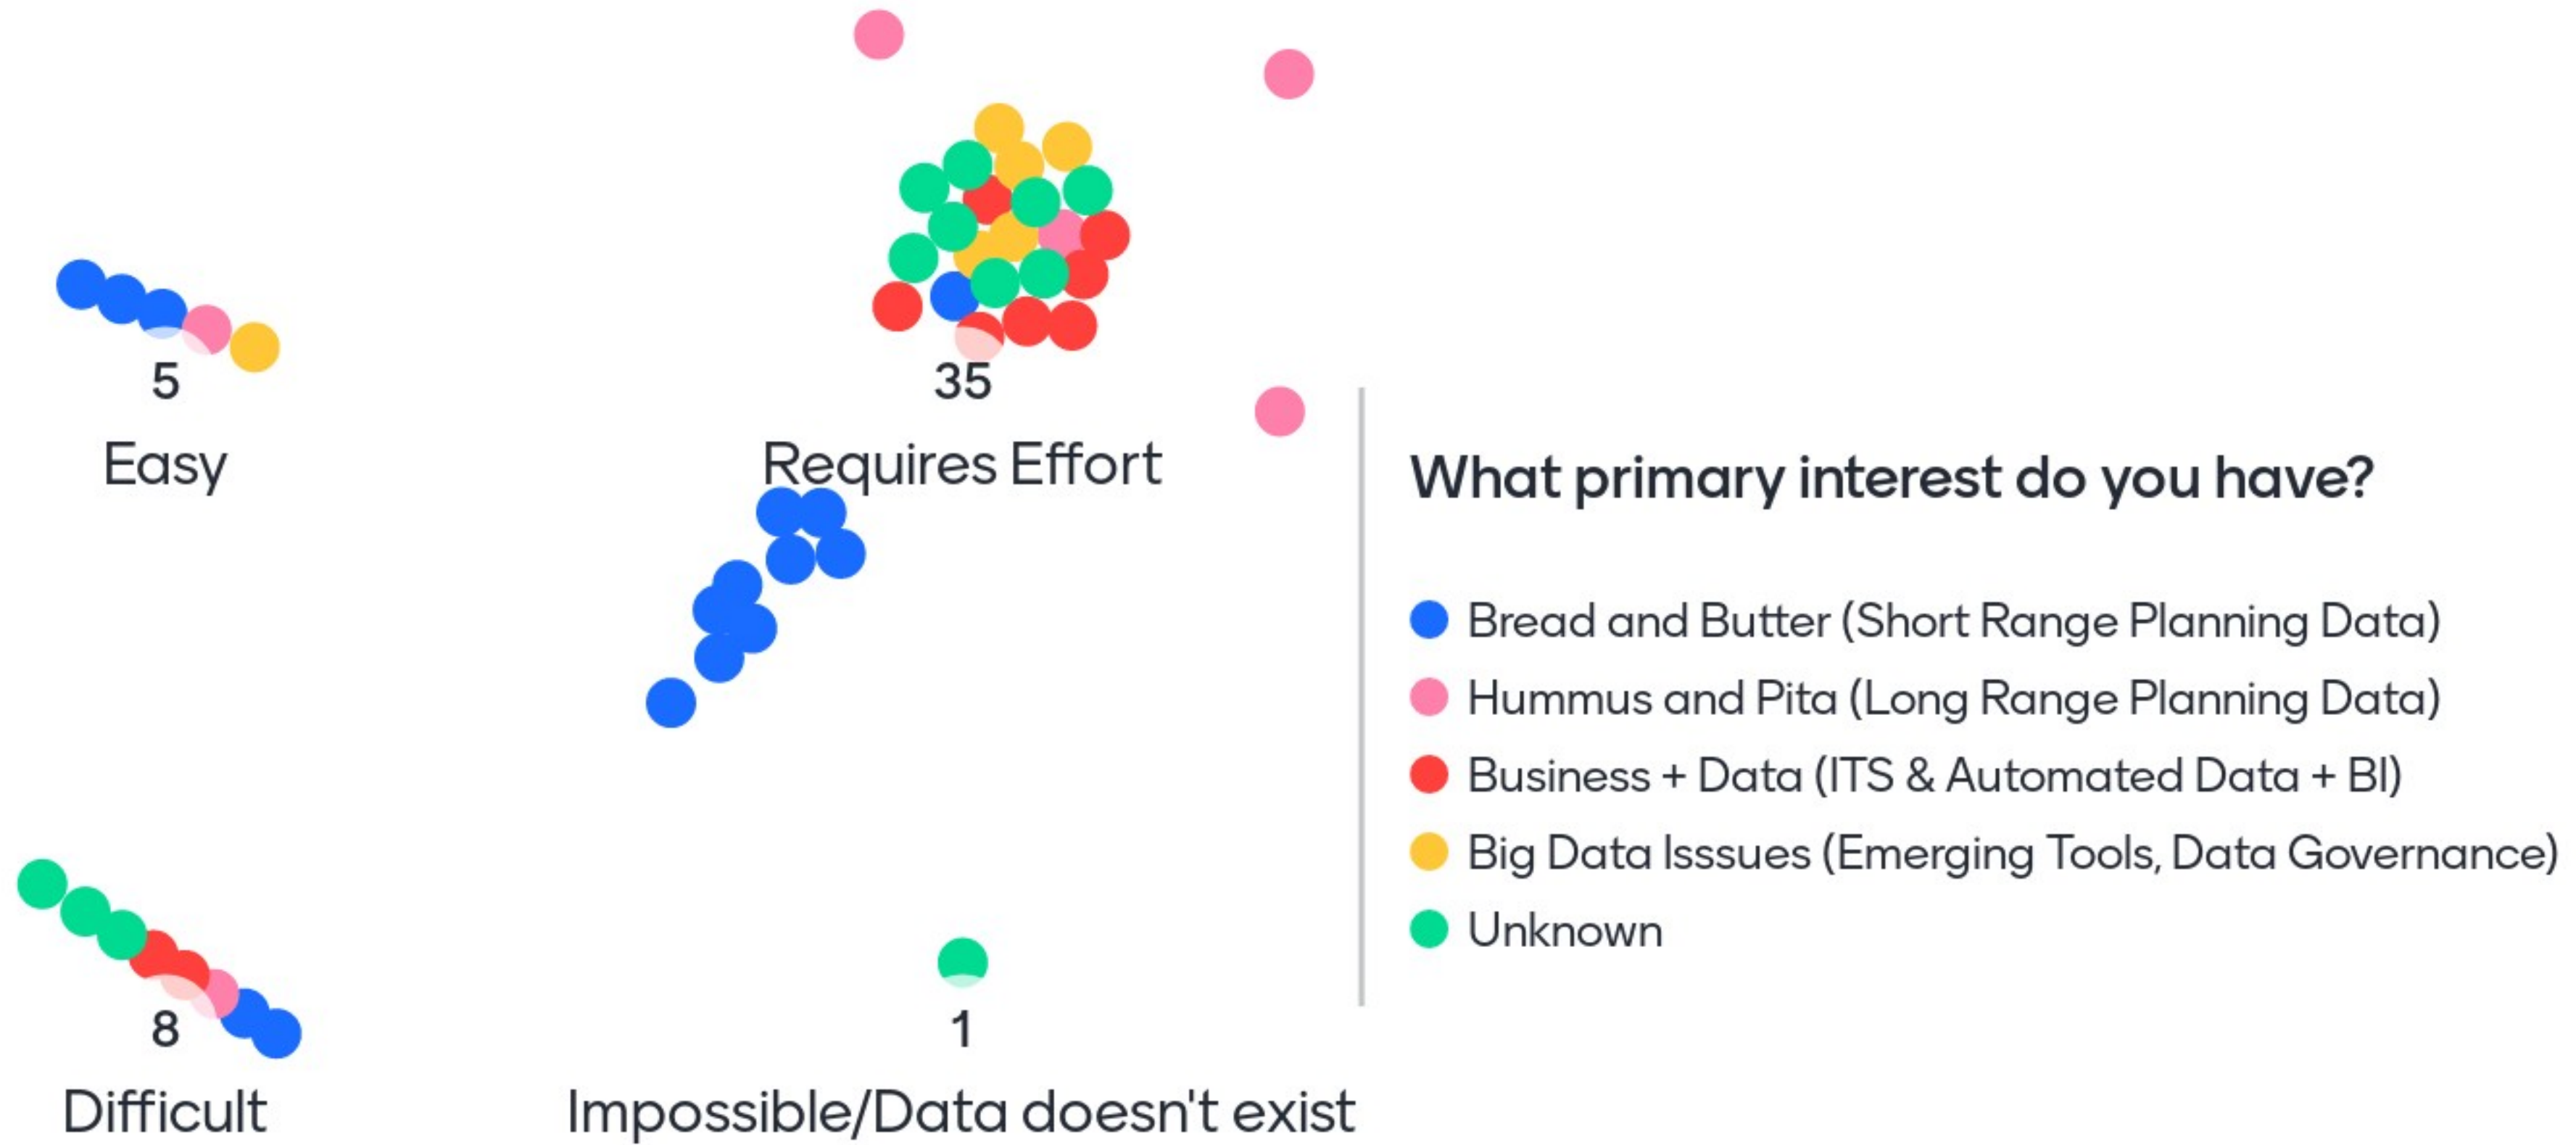 5
Easy
35
Requires Effort
8
Difficult
1
Impossible/Data doesn't exist
What primary interest do you have?
Bread and Butter (Short Range Planning Data)
Hummus and Pita (Long Range Planning Data)
Business + Data (ITS & Automated Data + BI)
Big Data Isssues (Emerging Tools, Data Governance)
Unknown